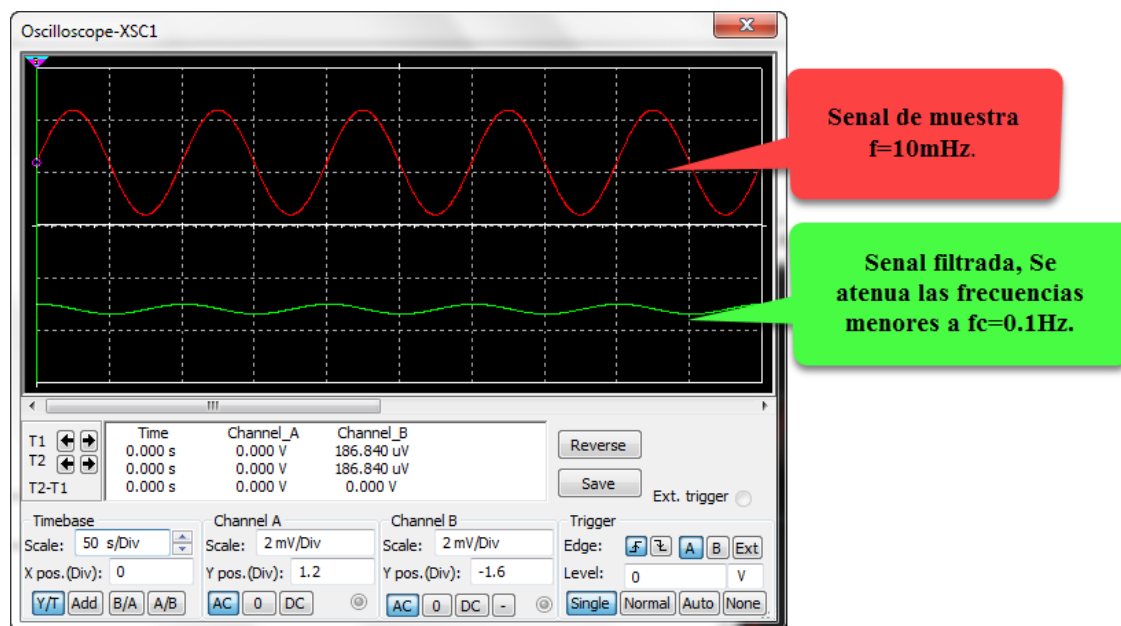 Oscilloscope-XSC1
Senal de muestra
f=10mHz.
Senal filtrada, Se
atenua las frecuencias
menores a fc=0.1Hz.
Time Channel_A Channel_B
T1 0.000 s 0.000 V 186.840 uV
T2 0.000 s 0.000 V 186.840 uV
T2-T1 0.000 s 0.000 V 0.000 V
Reverse
Save
Ext. trigger
Timebase
Scale: 50 s/Div
X pos.(Div): 0
Y/T Add B/A A/B
Channel A
Scale: 2 mV/Div
Y pos.(Div): 1.2
AC 0 DC
Channel B
Scale: 2 mV/Div
Y pos.(Div): -1.6
AC 0 DC -
Trigger
Edge: A B Ext
Level: 0 V
Single Normal Auto None